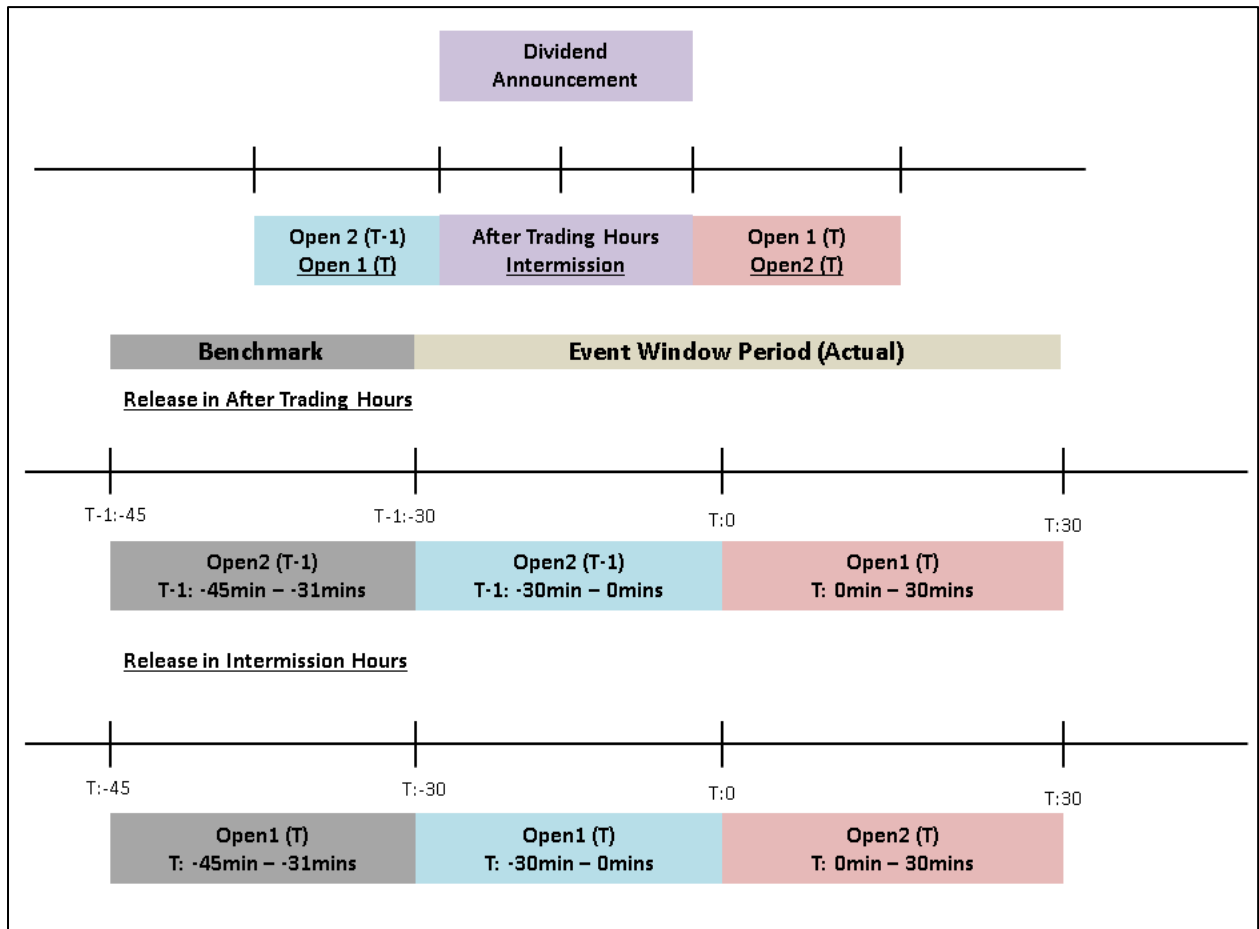 Dividend
Announcement
Open 2 (T-1)
Open 1 (T)
After Trading Hours
Intermission
Open 1 (T)
Open2 (T)
Benchmark
Event Window Period (Actual)
Release in After Trading Hours
T-1:-45
T-1:-30
T:0
T:30
Open2 (T-1)
T-1: -45min – -31mins
Open2 (T-1)
T-1: -30min – 0mins
Open1 (T)
T: 0min – 30mins
Release in Intermission Hours
T:-45
T:-30
T:0
T:30
Open1 (T)
T: -45min – -31mins
Open1 (T)
T: -30min – 0mins
Open2 (T)
T: 0min – 30mins